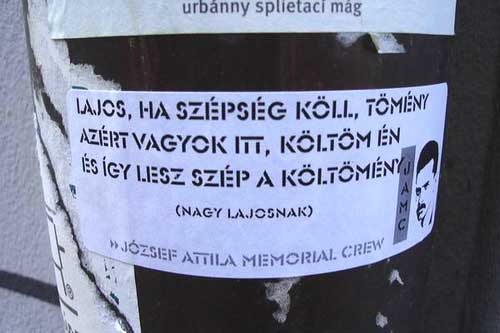 urbánny splietací mág
LAJOS, HA SZÉPSÉG KÖLL, TÖMÉNY
AZÉRT VAGYOK ITT, KÖLTÖM ÉN
ÉS ÍGY LESZ SZÉP A KÖLTÖMÉNY
(NAGY LAJOSNAK)
JAMC
»JÓZSEF ATTILA MEMORIAL CREW